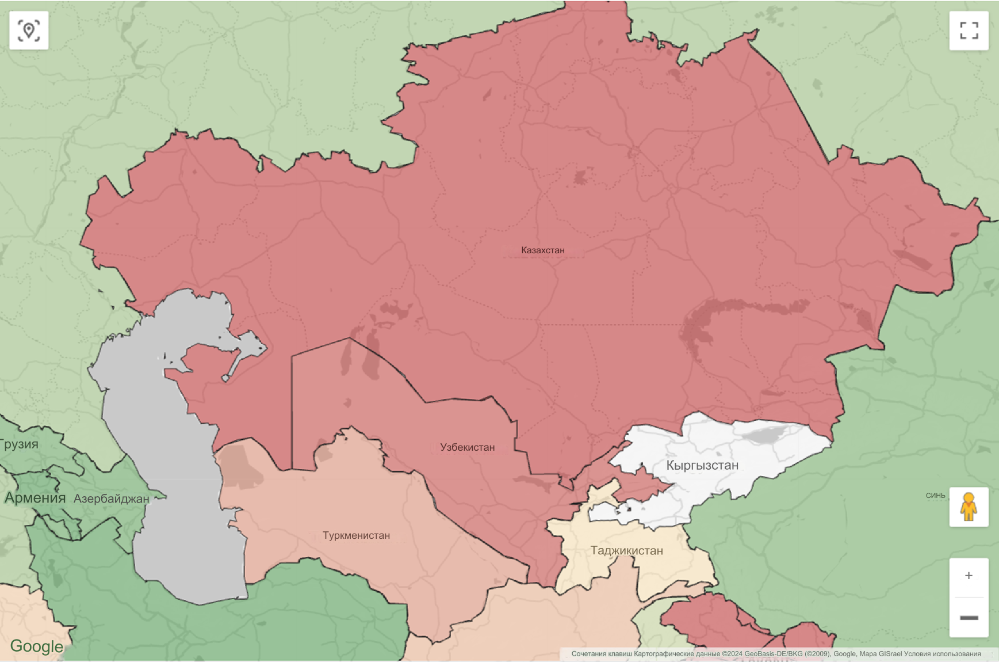 Казахстан
Грузия
Узбекистан
Кыргызстан
Армения
Азербайджан
СИНЬ
Туркменистан
Таджикистан
+
Google
Сочетания клавиш Картографические данные ©2024 GeoBasis-DE/BKG (©2009), Google, Mapa GISrael Условия использования